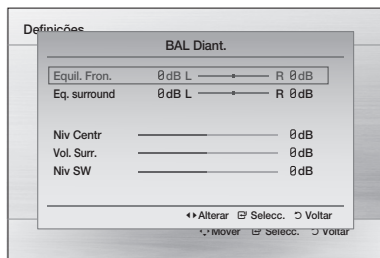 Definições
BAL Diant.
Equil. Fron. 0dB L R 0dB
Eq. surround 0dB L R 0dB
Niv Centr 0dB
Vol. Surr. 0dB
Niv SW 0dB
Alterar Selecc. Voltar
Mover Selecc. Voltar